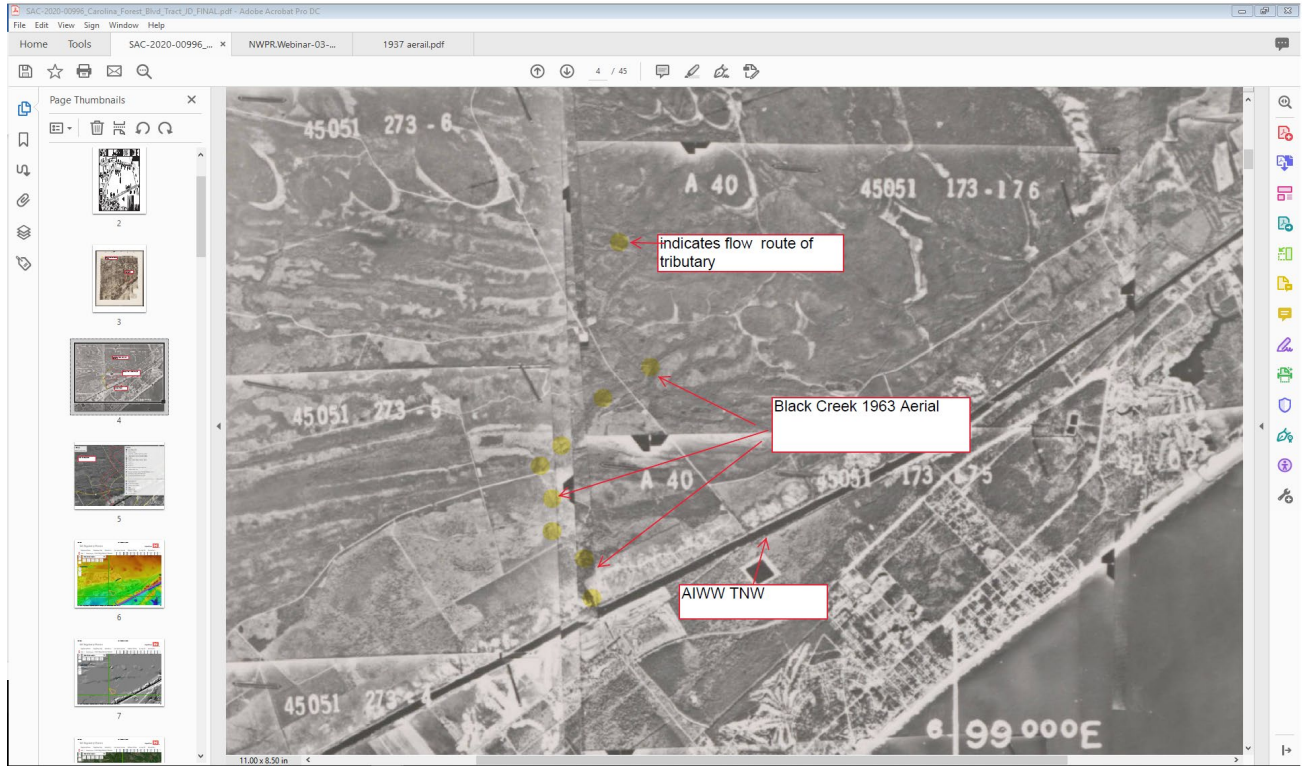 SAC-2020-00996_Carolina_Forest_Blvd_Tract_JD_FINAL.pdf - Adobe Acrobat Pro DC
File Edit View Sign Window Help
Home Tools SAC-2020-00996_... × NWPR.Webinar-03-... 1937 aerail.pdf
4 / 45
Page Thumbnails ×
2
3
4
5
6
7
45051 273-6
A 40
45051 173-176
indicates flow route of
tributary
45051 273-5
Black Creek 1963 Aerial
A 40
45051 173-175
2
AIWW TNW
45051 273-4
6 99 000E
11.00 x 8.50 in